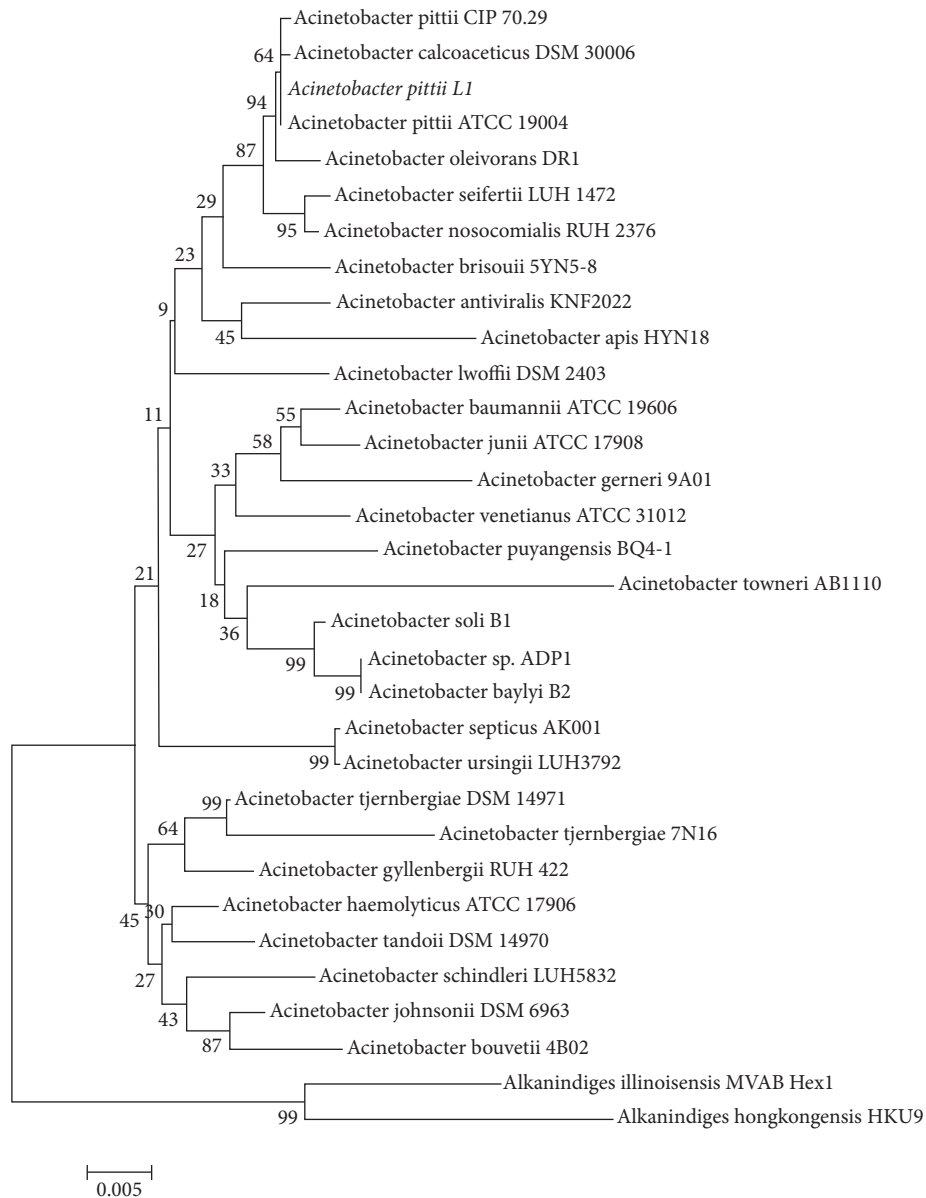 Acinetobacter pittii CIP 70.29
64
Acinetobacter calcoaceticus DSM 30006
Acinetobacter pittii L1
94
Acinetobacter pittii ATCC 19004
87
Acinetobacter oleivorans DR1
29
Acinetobacter seifertii LUH 1472
95
Acinetobacter nosocomialis RUH 2376
23
Acinetobacter brisouii 5YN5-8
9
Acinetobacter antiviralis KNF2022
45
Acinetobacter apis HYN18
Acinetobacter lwoffii DSM 2403
11
55
Acinetobacter baumannii ATCC 19606
58
Acinetobacter junii ATCC 17908
33
Acinetobacter gerneri 9A01
Acinetobacter venetianus ATCC 31012
27
Acinetobacter puyangensis BQ4-1
21
Acinetobacter towneri AB1110
18
36
Acinetobacter soli B1
99
Acinetobacter sp. ADP1
99
Acinetobacter baylyi B2
Acinetobacter septicus AK001
99
Acinetobacter ursingii LUH3792
99
Acinetobacter tjernbergiae DSM 14971
64
Acinetobacter tjernbergiae 7N16
Acinetobacter gyllenbergii RUH 422
45
30
Acinetobacter haemolyticus ATCC 17906
Acinetobacter tandoii DSM 14970
27
Acinetobacter schindleri LUH5832
43
Acinetobacter johnsonii DSM 6963
87
Acinetobacter bouvetii 4B02
Alkanindiges illinoisensis MVAB Hex1
99
Alkanindiges hongkongensis HKU9
0.005